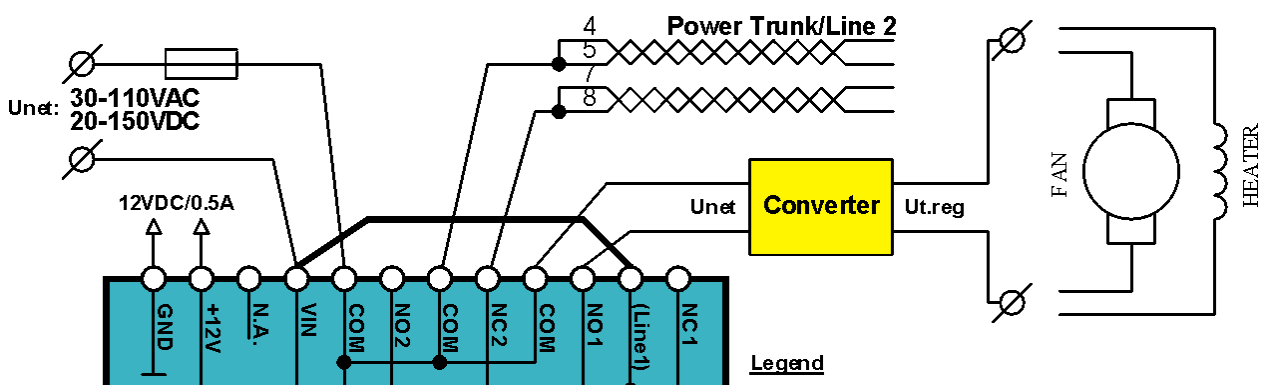 4
Power Trunk/Line 2
5
7
8
Unet:
30-110VAC
20-150VDC
12VDC/0.5A
Unet
Converter
Ut.reg
FAN
HEATER
GND
+12V
N.A.
VIN
COM
NO2
COM
NC2
COM
NO1
(Line1)
NC1
Legend